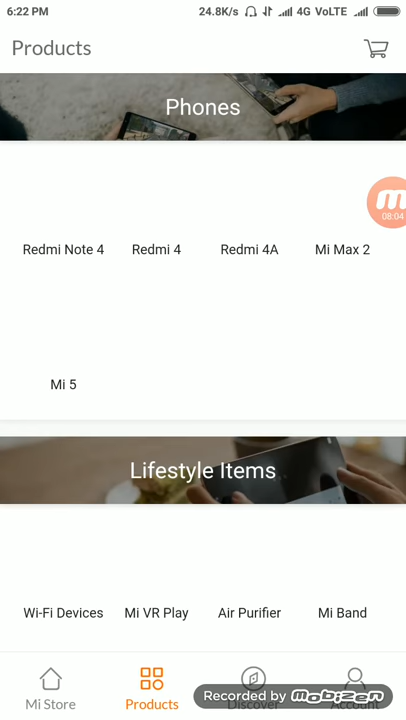 6:22 PM 24.8K/s 4G VoLTE
Products
Phones
m
08:04
Redmi Note 4 Redmi 4 Redmi 4A Mi Max 2
Mi 5
Lifestyle Items
Wi-Fi Devices Mi VR Play Air Purifier Mi Band
Recorded by mobizen
Mi Store Products Discover Account